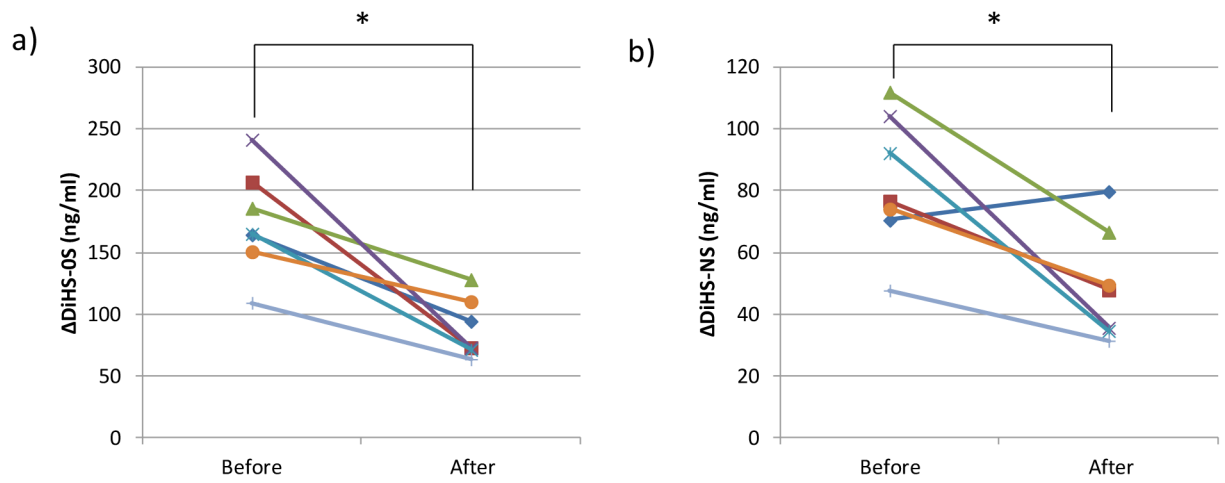 a)
*
300
250
200
150
100
50
0
ΔDiHS-0S (ng/ml)
Before After
b)
*
120
100
80
60
40
20
0
ΔDiHS-NS (ng/ml)
Before After